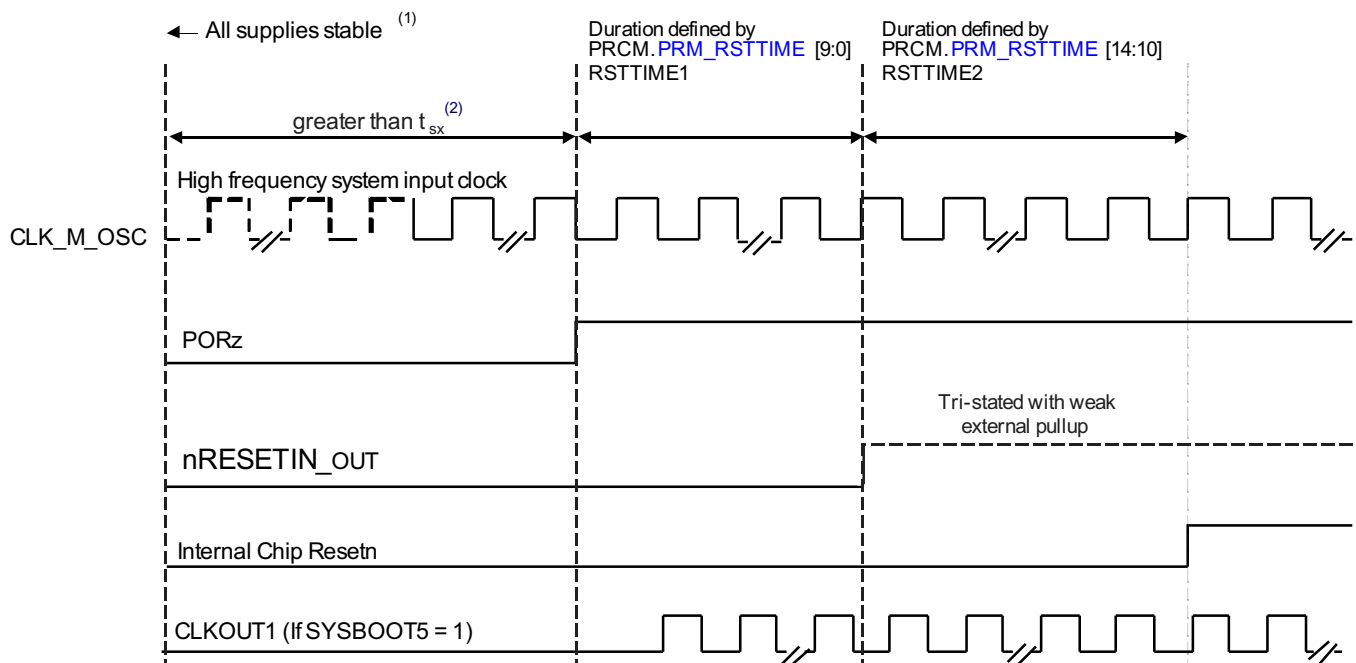 All supplies stable (1)
Duration defined by
PRCM.PRM_RSTTIME [9:0]
RSTTIME1
Duration defined by
PRCM.PRM_RSTTIME [14:10]
RSTTIME2
greater than t sx (2)
High frequency system input clock
CLK_M_OSC
PORz
Tri-stated with weak
external pullup
nRESETIN_OUT
Internal Chip Resetn
CLKOUT1 (If SYSBOOT5 = 1)